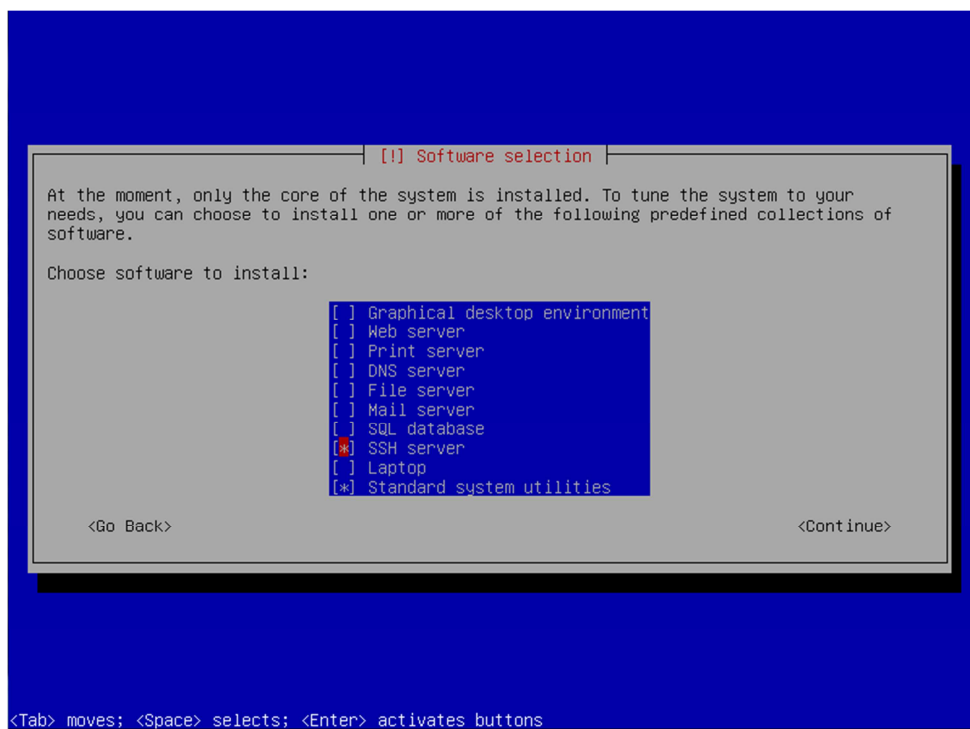 [!] Software selection
At the moment, only the core of the system is installed. To tune the system to your
needs, you can choose to install one or more of the following predefined collections of
software.
Choose software to install:
[ ] Graphical desktop environment
[ ] Web server
[ ] Print server
[ ] DNS server
[ ] File server
[ ] Mail server
[ ] SQL database
[*] SSH server
[ ] Laptop
[*] Standard system utilities
<Go Back> <Continue>
<Tab> moves; <Space> selects; <Enter> activates buttons